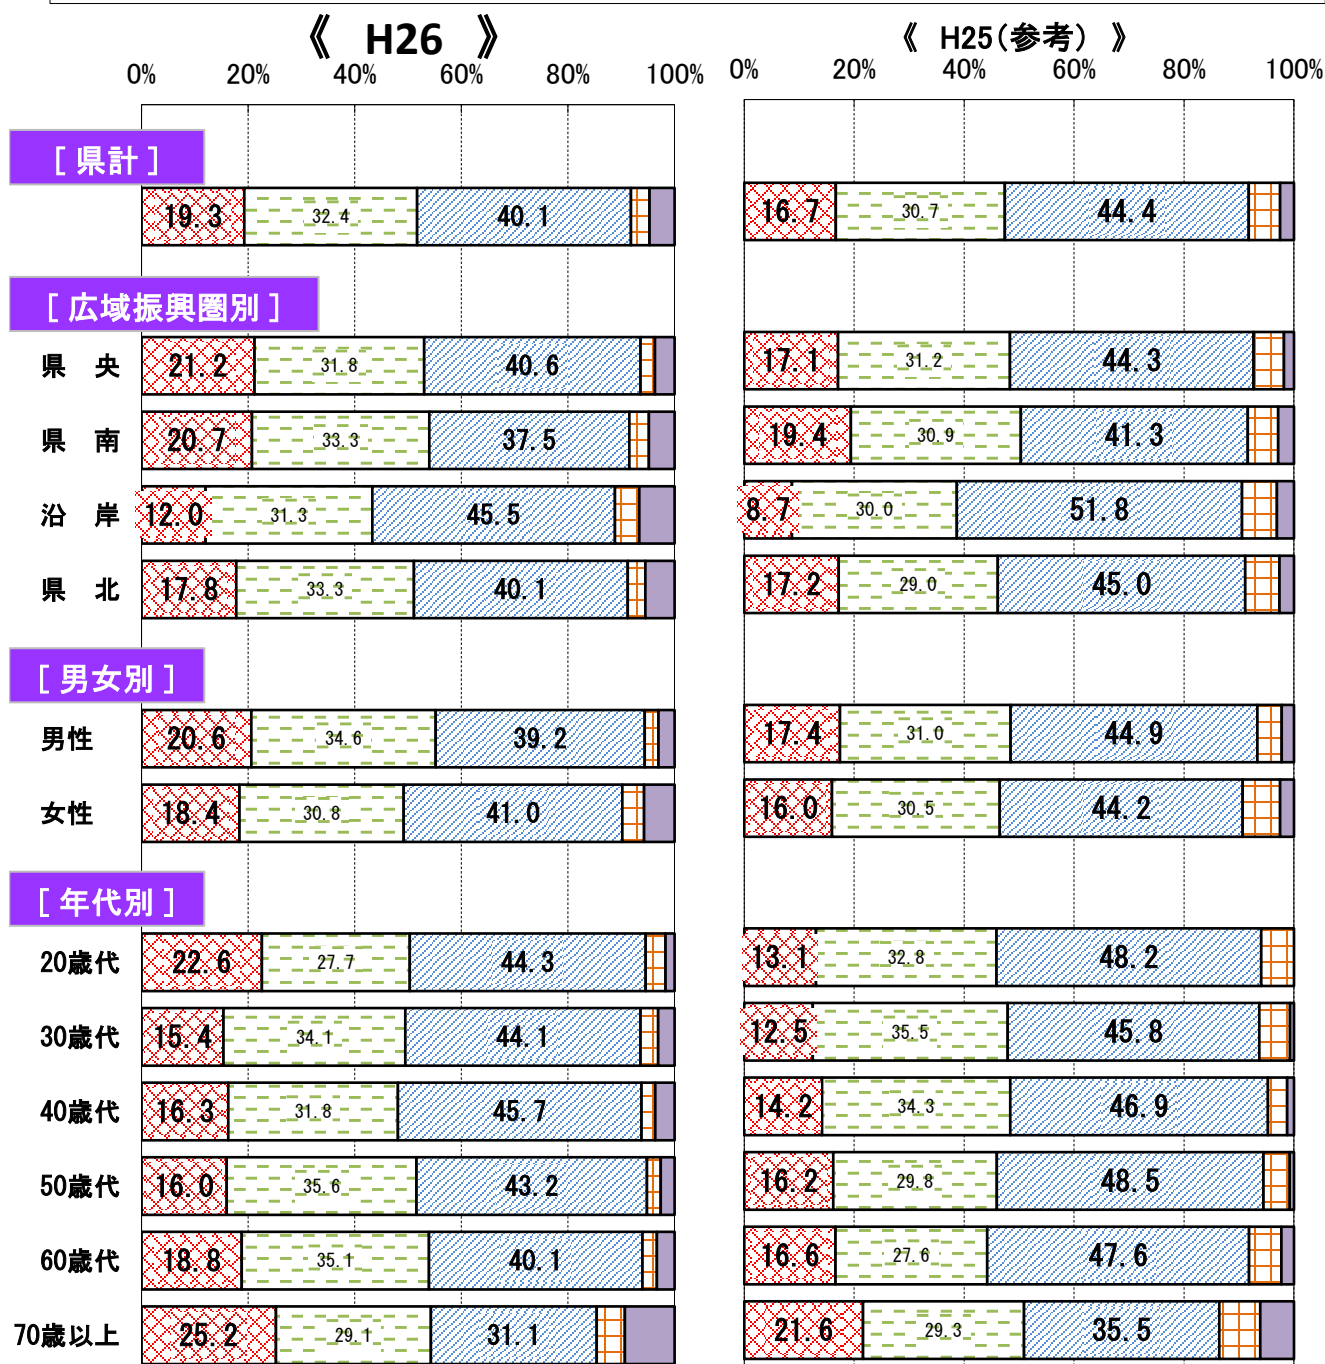 《 H26 》 《 H25(参考) 》
0% 20% 40% 60% 80% 100% 0% 20% 40% 60% 80% 100%
[ 県計 ]
19.3 32.4 40.1 16.7 30.7 44.4
[ 広域振興圏別 ]
県 央 21.2 31.8 40.6 17.1 31.2 44.3
県 南 20.7 33.3 37.5 19.4 30.9 41.3
沿 岸 12.0 31.3 45.5 8.7 30.0 51.8
県 北 17.8 33.3 40.1 17.2 29.0 45.0
[ 男女別 ]
男性 20.6 34.6 39.2 17.4 31.0 44.9
女性 18.4 30.8 41.0 16.0 30.5 44.2
[ 年代別 ]
20歳代 22.6 27.7 44.3 13.1 32.8 48.2
30歳代 15.4 34.1 44.1 12.5 35.5 45.8
40歳代 16.3 31.8 45.7 14.2 34.3 46.9
50歳代 16.0 35.6 43.2 16.2 29.8 48.5
60歳代 18.8 35.1 40.1 16.6 27.6 47.6
70歳以上 25.2 29.1 31.1 21.6 29.3 35.5